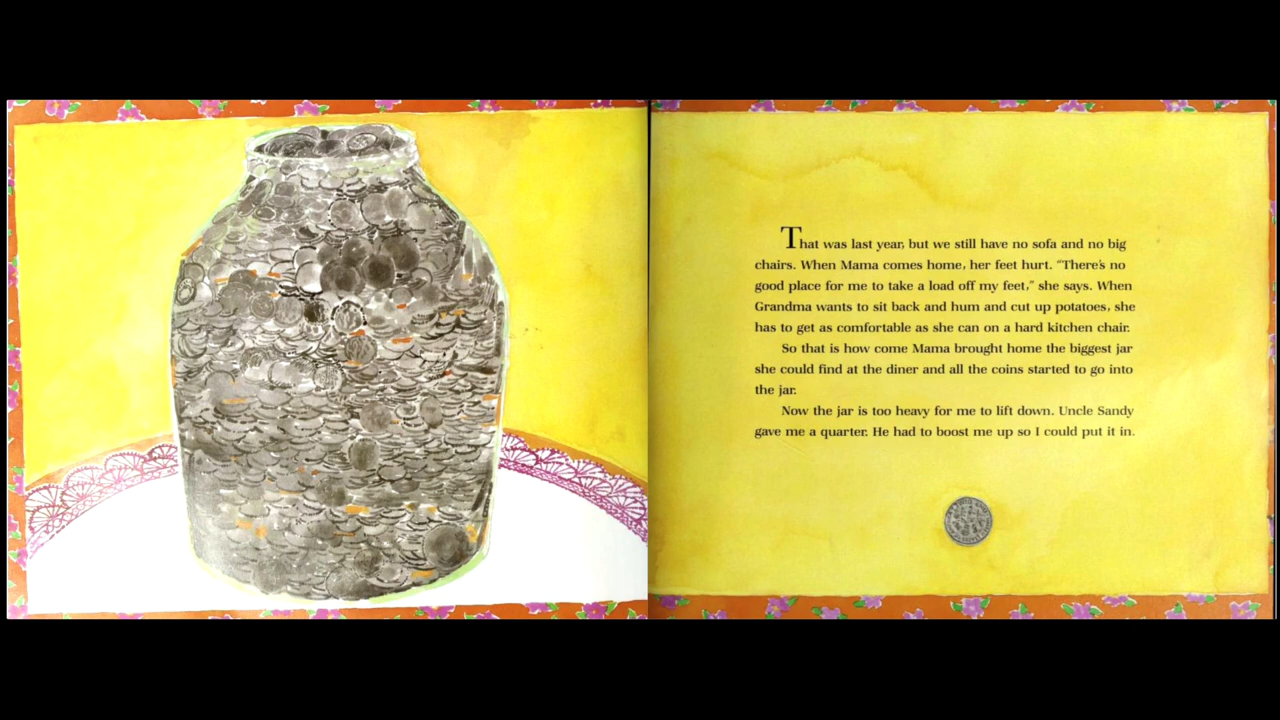 That was last year, but we still have no sofa and no big
chairs. When Mama comes home, her feet hurt. “There’s no
good place for me to take a load off my feet,” she says. When
Grandma wants to sit back and hum and cut up potatoes, she
has to get as comfortable as she can on a hard kitchen chair.
So that is how come Mama brought home the biggest jar
she could find at the diner and all the coins started to go into
the jar.
Now the jar is too heavy for me to lift down. Uncle Sandy
gave me a quarter. He had to boost me up so I could put it in.